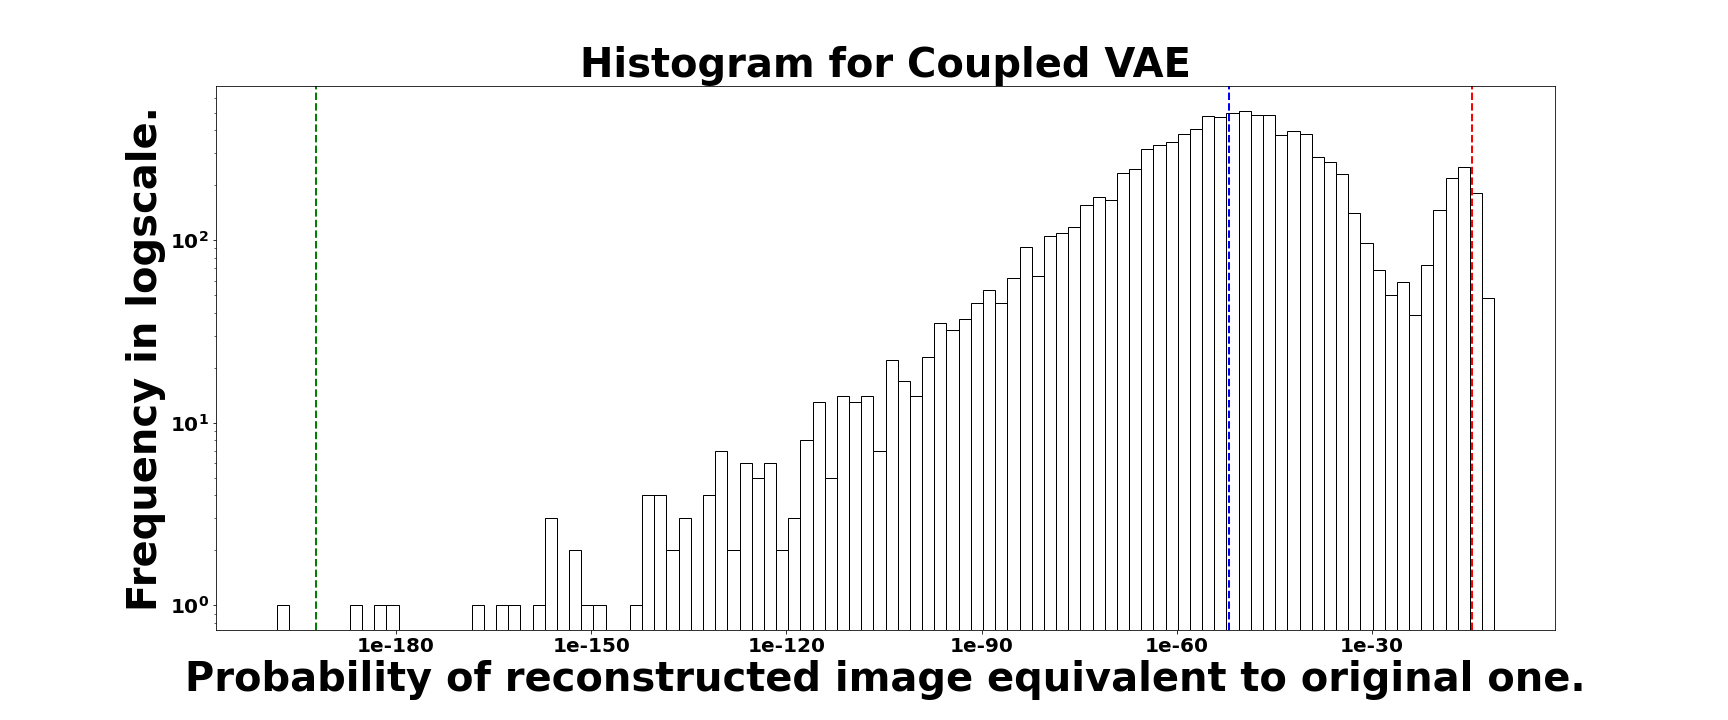 Histogram for Coupled VAE
Frequency in logscale.
10²
10¹
10⁰
1e-180 1e-150 1e-120 1e-90 1e-60 1e-30
Probability of reconstructed image equivalent to original one.